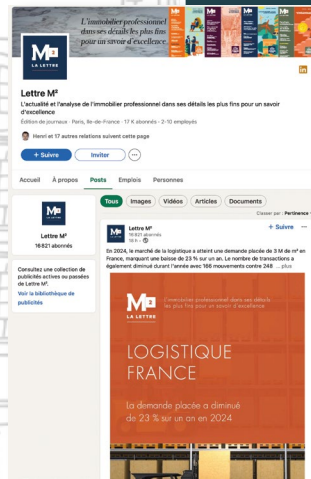 L'immobilier professionnel
dans ses détails les plus fins
pour un savoir d'excellence
M2
LA LETTRE
in
Lettre M²
L'actualité et l'analyse de l'immobilier professionnel dans ses détails les plus fins pour un savoir
d'excellence
Édition de journaux · Paris, Île-de-France · 17 K abonnés · 2-10 employés
Henri et 17 autres relations suivent cette page
+ Suivre
Inviter
Accueil À propos Posts Emplois Personnes
Tous Images Vidéos Articles Documents
Classer par : Pertinence
M2
LA LETTRE
Lettre M²
16 821 abonnés
Consultez une collection de
publicités actives ou passées
de Lettre M².
Voir la bibliothèque de
publicités
Lettre M²
16 821 abonnés
18 h ·
+ Suivre
En 2024, le marché de la logistique a atteint une demande placée de 3 M de m² en
France, marquant une baisse de 23 % sur un an. Le nombre de transactions a
également diminué durant l'année avec 166 mouvements contre 248 ... plus
M2
LA LETTRE
L'immobilier professionnel dans ses détails
les plus fins pour un savoir d'excellence
LOGISTIQUE
FRANCE
La demande placée a diminué
de 23 % sur un an en 2024